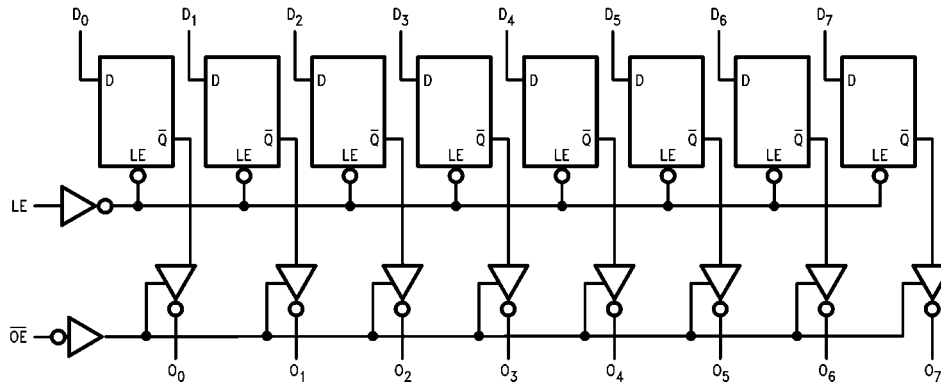 D₀ D₁ D₂ D₃ D₄ D₅ D₆ D₇
D D D D D D D D
Q̅ Q̅ Q̅ Q̅ Q̅ Q̅ Q̅ Q̅
LE LE LE LE LE LE LE LE
LE
O̅E̅
O₀ O₁ O₂ O₃ O₄ O₅ O₆ O₇